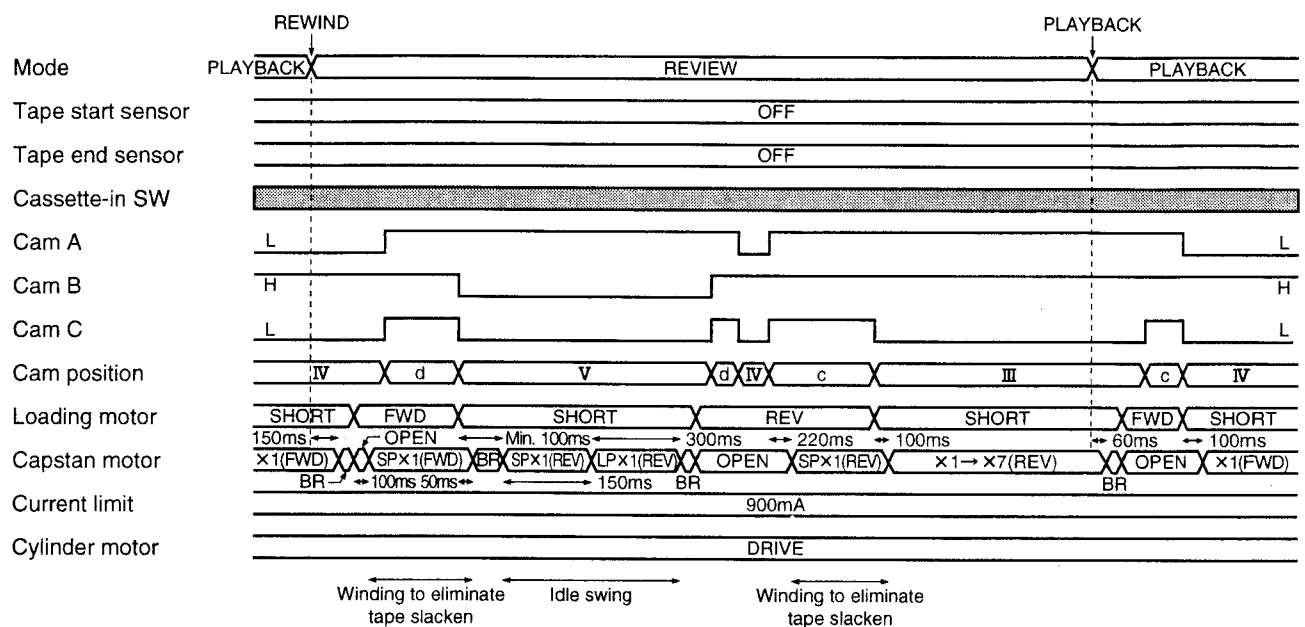 REWIND PLAYBACK
Mode PLAYBACK REVIEW PLAYBACK
Tape start sensor OFF
Tape end sensor OFF
Cassette-in SW
Cam A L L
Cam B H H
Cam C L L
Cam position Ⅳ d Ⅴ d Ⅳ c Ⅲ c Ⅳ
Loading motor SHORT FWD SHORT REV SHORT FWD SHORT
150ms OPEN Min. 100ms 300ms 220ms 100ms 60ms 100ms
Capstan motor ×1(FWD) SP×1(FWD) BR SP×1(REV) LP×1(REV) OPEN SP×1(REV) ×1→×7(REV) OPEN ×1(FWD)
BR 100ms 50ms 150ms BR BR
Current limit 900mA
Cylinder motor DRIVE
Winding to eliminate Idle swing Winding to eliminate
tape slacken tape slacken